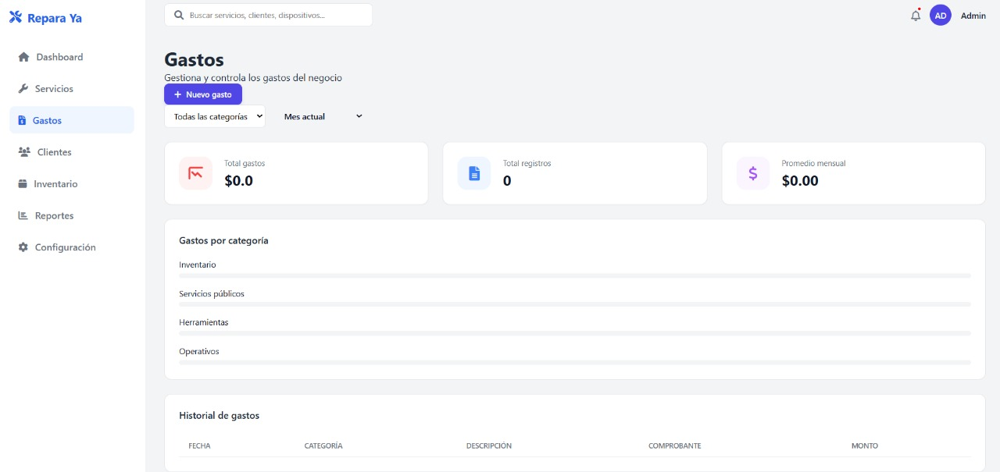 Repara Ya
Buscar servicios, clientes, dispositivos...
AD
Admin
Dashboard
Servicios
Gastos
Clientes
Inventario
Reportes
Configuración
Gastos
Gestiona y controla los gastos del negocio
+ Nuevo gasto
Todas las categorías
Mes actual
Total gastos
$0.0
Total registros
0
$
Promedio mensual
$0.00
Gastos por categoría
Inventario
Servicios públicos
Herramientas
Operativos
Historial de gastos
FECHA CATEGORÍA DESCRIPCIÓN COMPROBANTE MONTO